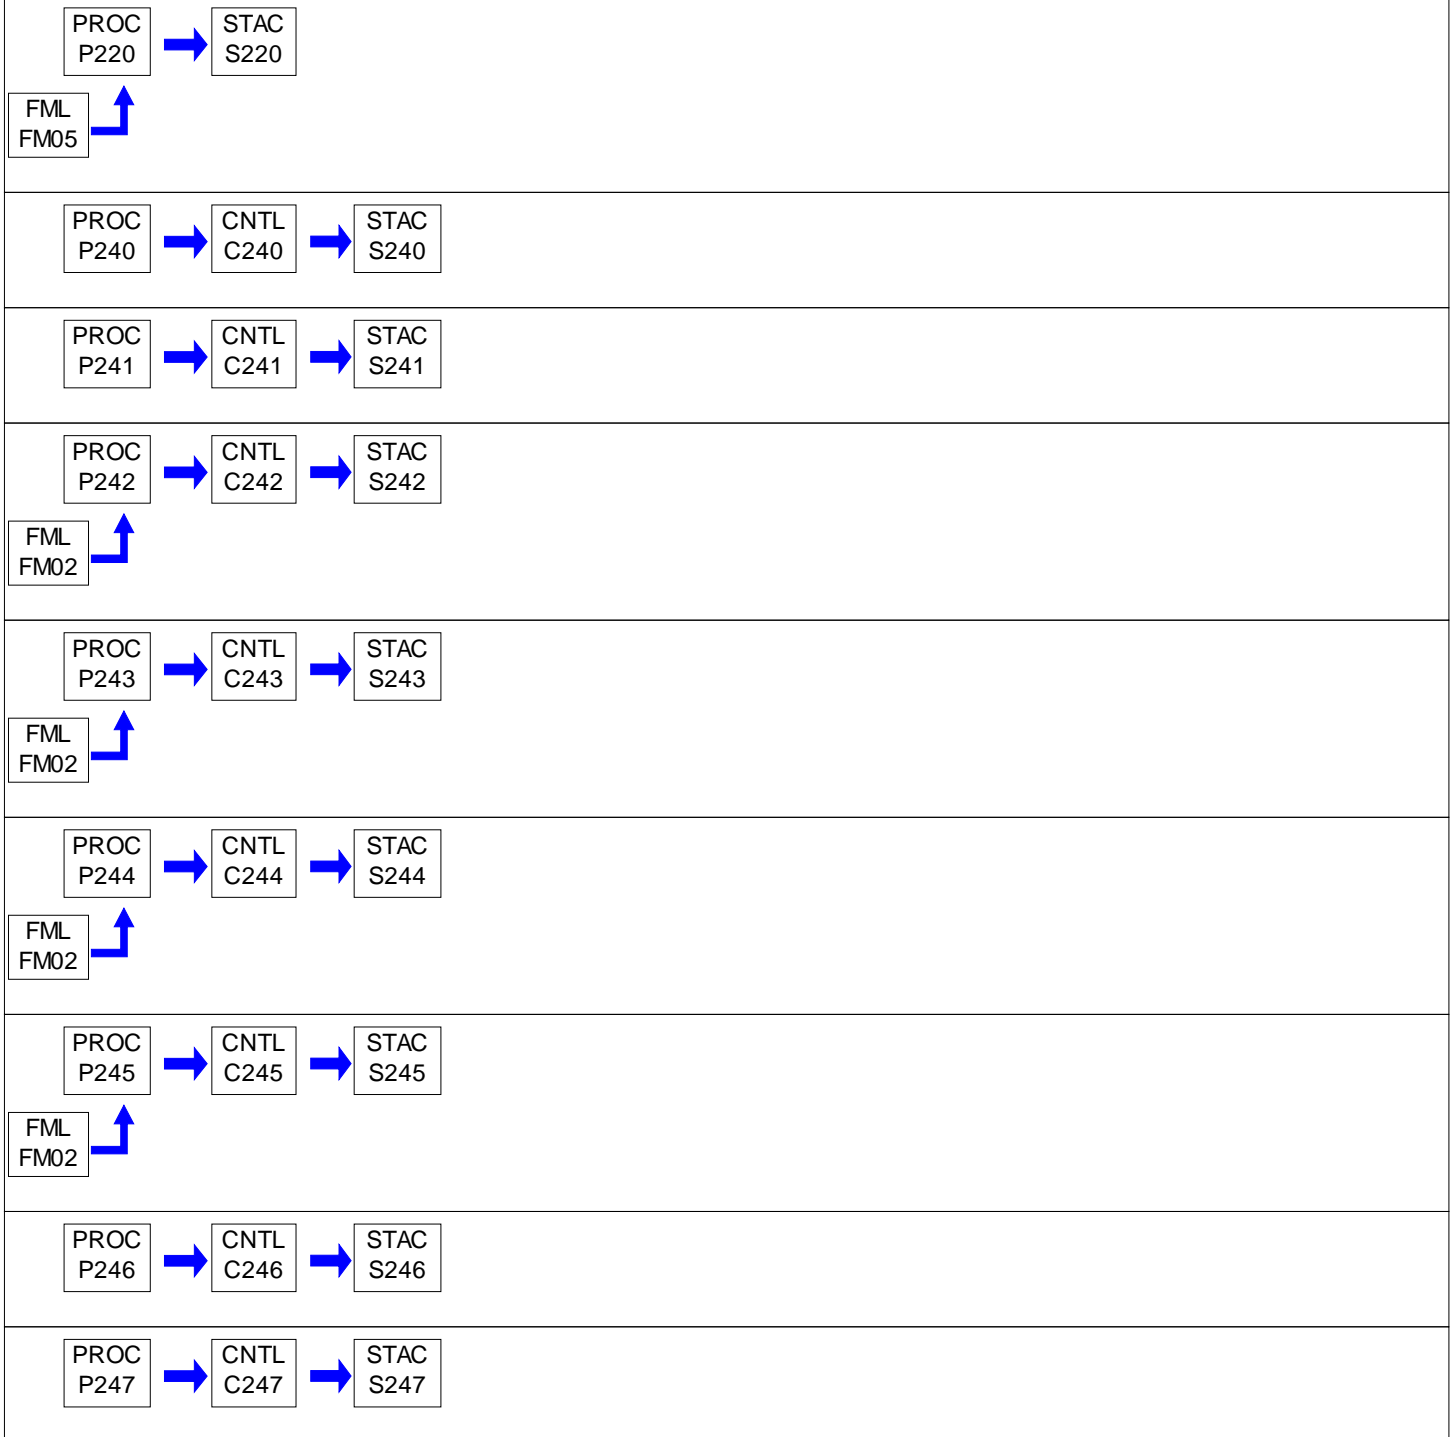 PROC
P220
STAC
S220
FML
FM05
PROC
P240
CNTL
C240
STAC
S240
PROC
P241
CNTL
C241
STAC
S241
PROC
P242
CNTL
C242
STAC
S242
FML
FM02
PROC
P243
CNTL
C243
STAC
S243
FML
FM02
PROC
P244
CNTL
C244
STAC
S244
FML
FM02
PROC
P245
CNTL
C245
STAC
S245
FML
FM02
PROC
P246
CNTL
C246
STAC
S246
PROC
P247
CNTL
C247
STAC
S247